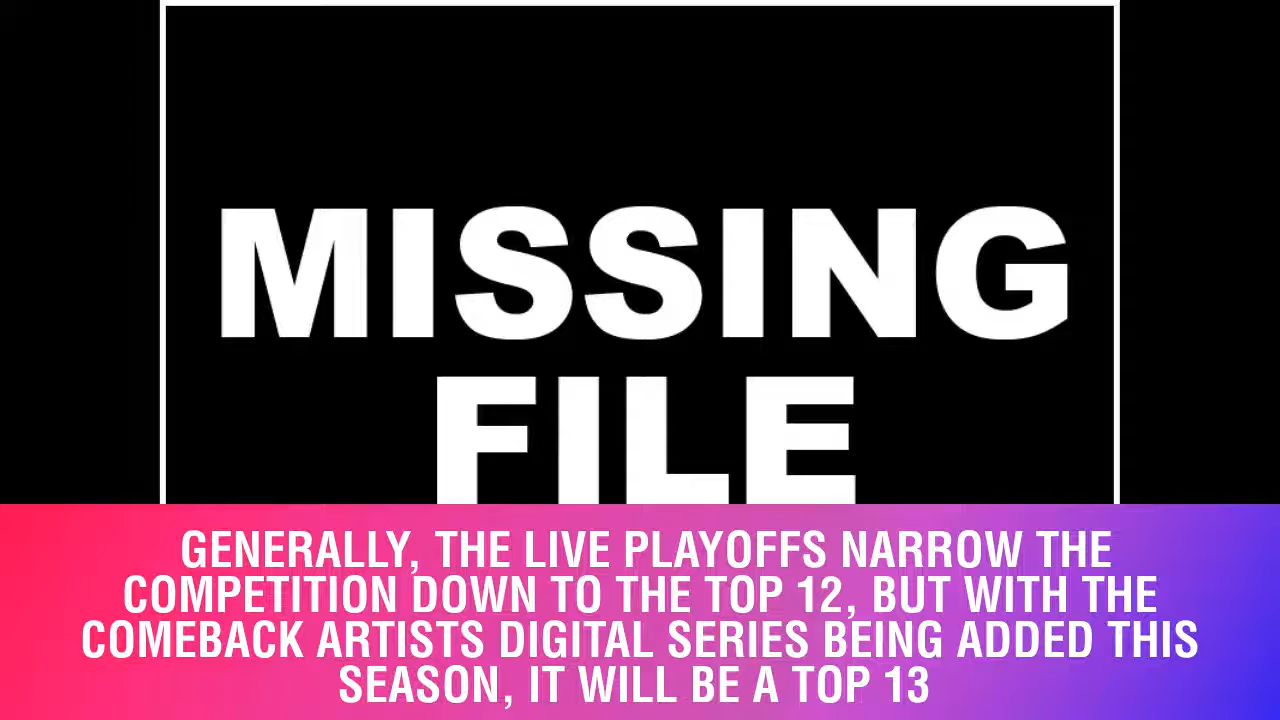 MISSING
FILE
GENERALLY, THE LIVE PLAYOFFS NARROW THE
COMPETITION DOWN TO THE TOP 12, BUT WITH THE
COMEBACK ARTISTS DIGITAL SERIES BEING ADDED THIS
SEASON, IT WILL BE A TOP 13